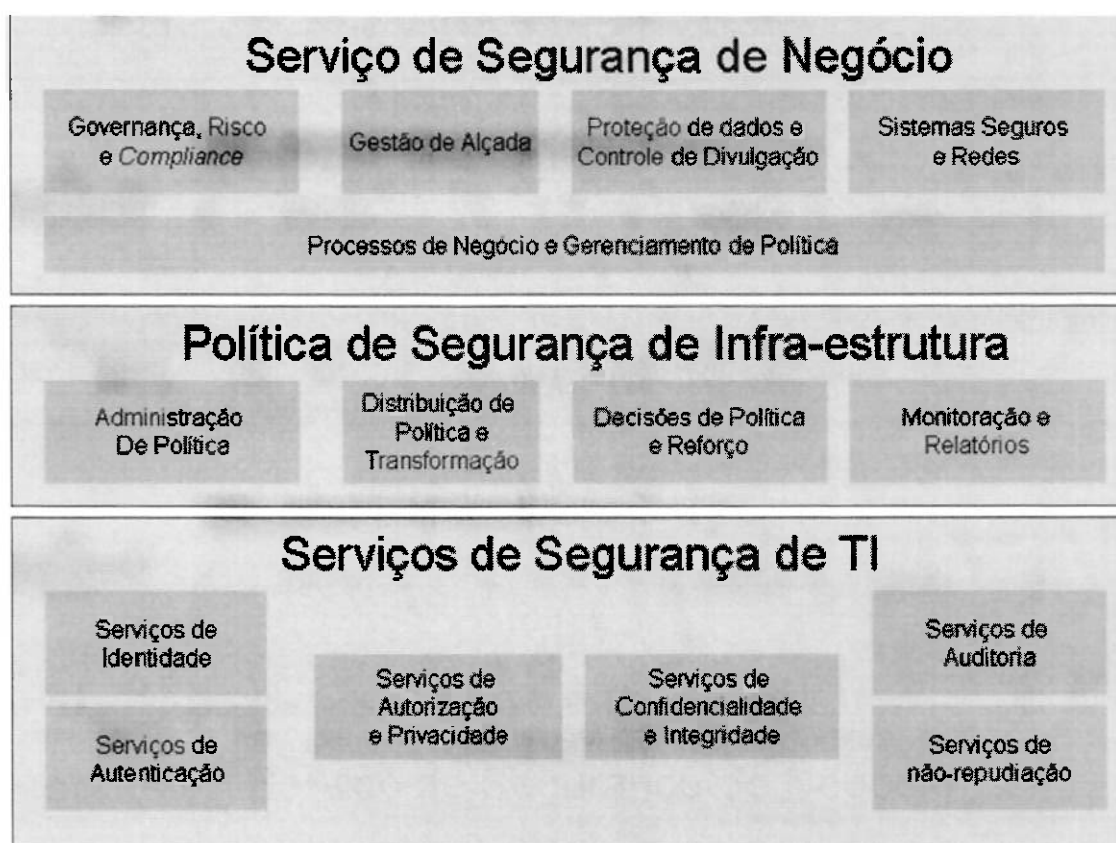 Serviço de Segurança de Negócio
Governança, Risco
e Compliance
Gestão de Alçada
Proteção de dados e
Controle de Divulgação
Sistemas Seguros
e Redes
Processos de Negócio e Gerenciamento de Política
Política de Segurança de Infra-estrutura
Administração
De Política
Distribuição de
Política e
Transformação
Decisões de Política
e Reforço
Monitoração e
Relatórios
Serviços de Segurança de TI
Serviços de
Identidade
Serviços de
Autenticação
Serviços de
Autorização
e Privacidade
Serviços de
Confidencialidade
e Integridade
Serviços de
Auditoria
Serviços de
não-repudiação